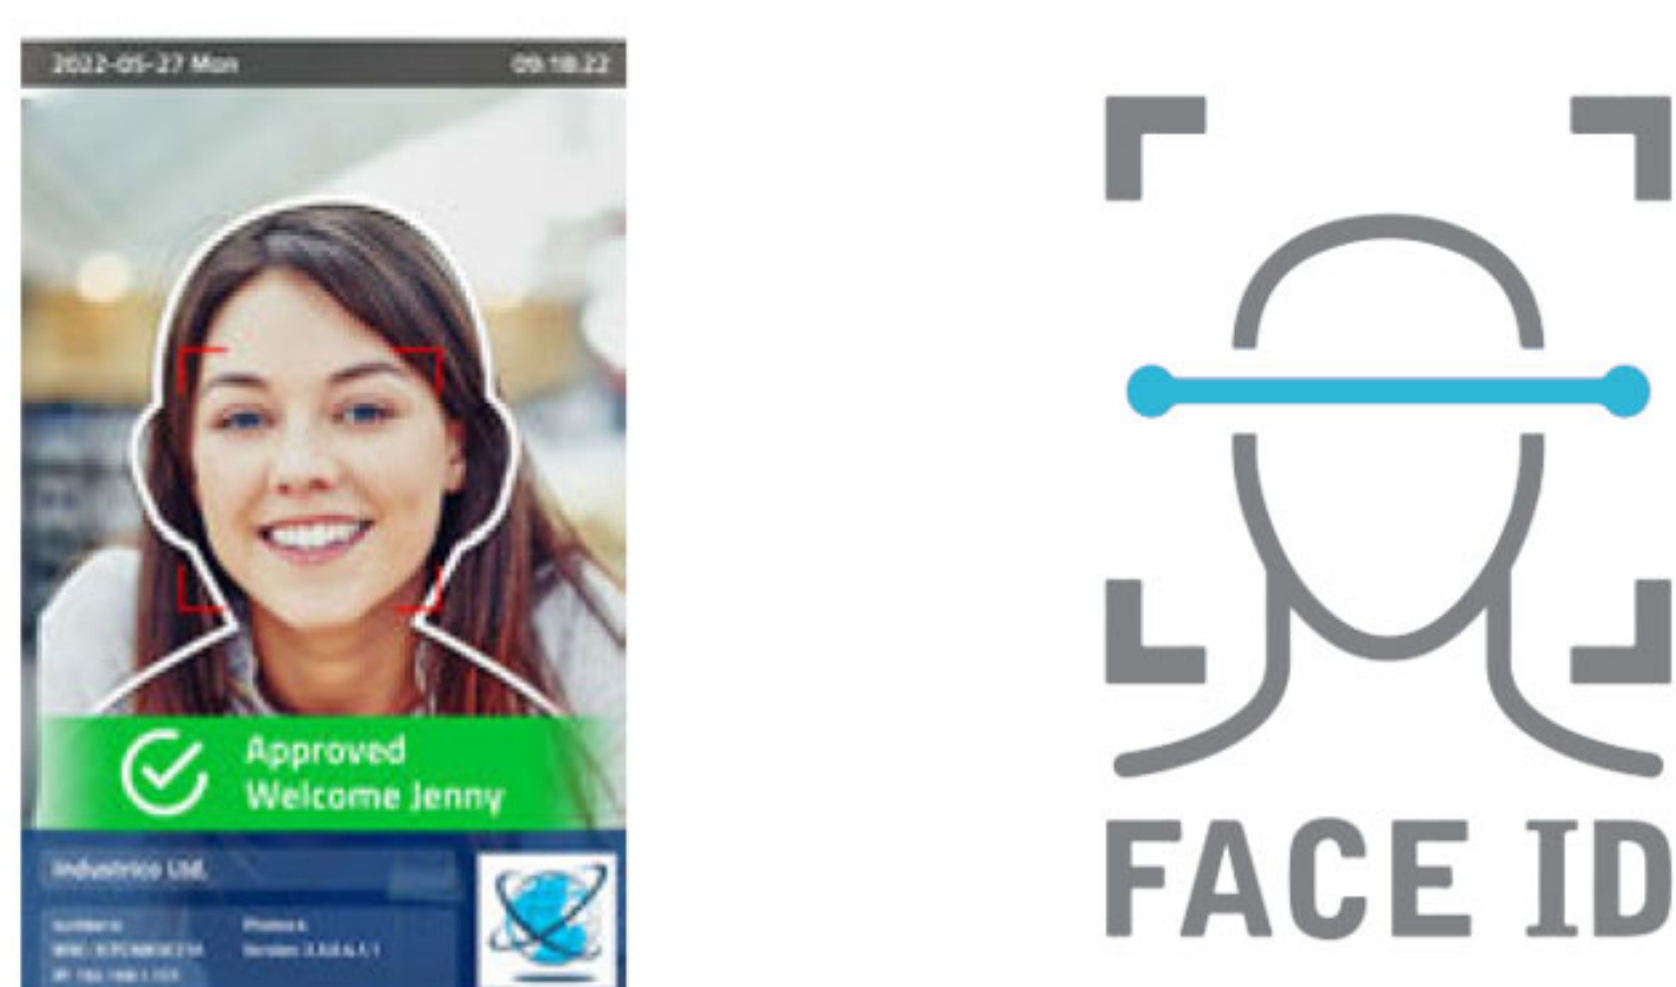 2022-05-27 Mon
09:18:22
Approved
Welcome Jenny
Industrico Ltd.
FACE ID